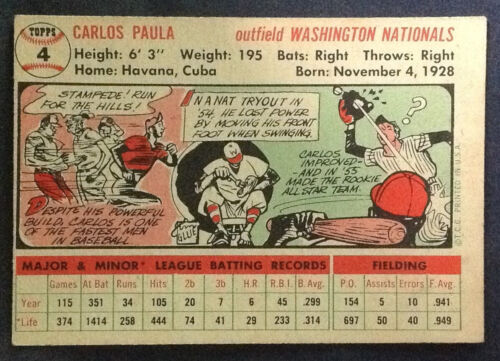 TOPPS
4
CARLOS PAULA
outfield WASHINGTON NATIONALS
Height: 6' 3" Weight: 195 Bats: Right Throws: Right
Home: Havana, Cuba Born: November 4, 1928
STAMPEDE! RUN
FOR THE HILLS!
DESPITE HIS POWERFUL
BUILD CARLOS IS ONE
OF THE FASTEST MEN
IN BASEBALL
IN A NAT TRYOUT IN
'54, HE LOST POWER
BY MOVING HIS FRONT
FOOT WHEN SWINGING.
W
GLUE
CARLOS
IMPROVED-
-AND IN '55
MADE THE ROOKIE
ALL STAR TEAM.
?
© T.C.G. PRINTED IN U.S.A.
MAJOR & MINOR* LEAGUE BATTING RECORDS FIELDING
Games At Bat Runs Hits 2b 3b H.R R.B.I. B.Avg. P.O. Assists Errors F. Avg.
Year 115 351 34 105 20 7 6 45 .299 154 5 10 .941
*Life 374 1414 258 444 74 41 29 233 .314 697 50 40 .949